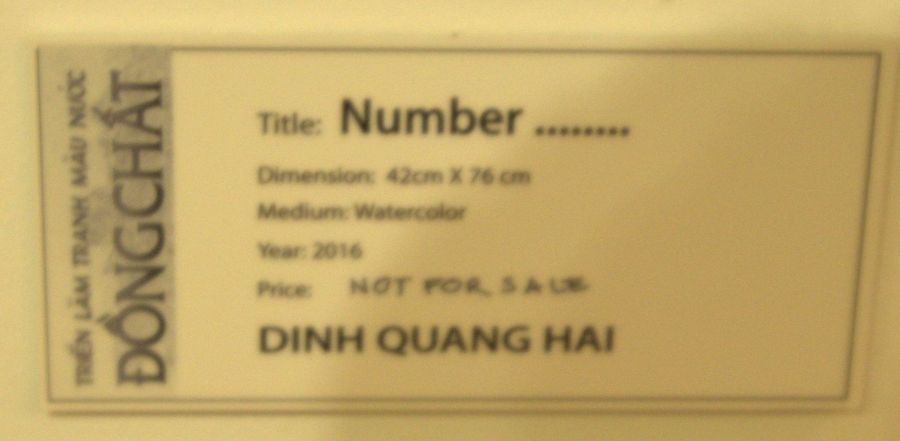 TRIỂN LÃM TRANH MÀU NƯỚC
ĐỒNG CHẤT
Title: Number .........
Dimension: 42cm X 76 cm
Medium: Watercolor
Year: 2016
Price: NOT FOR SALE
DINH QUANG HAI